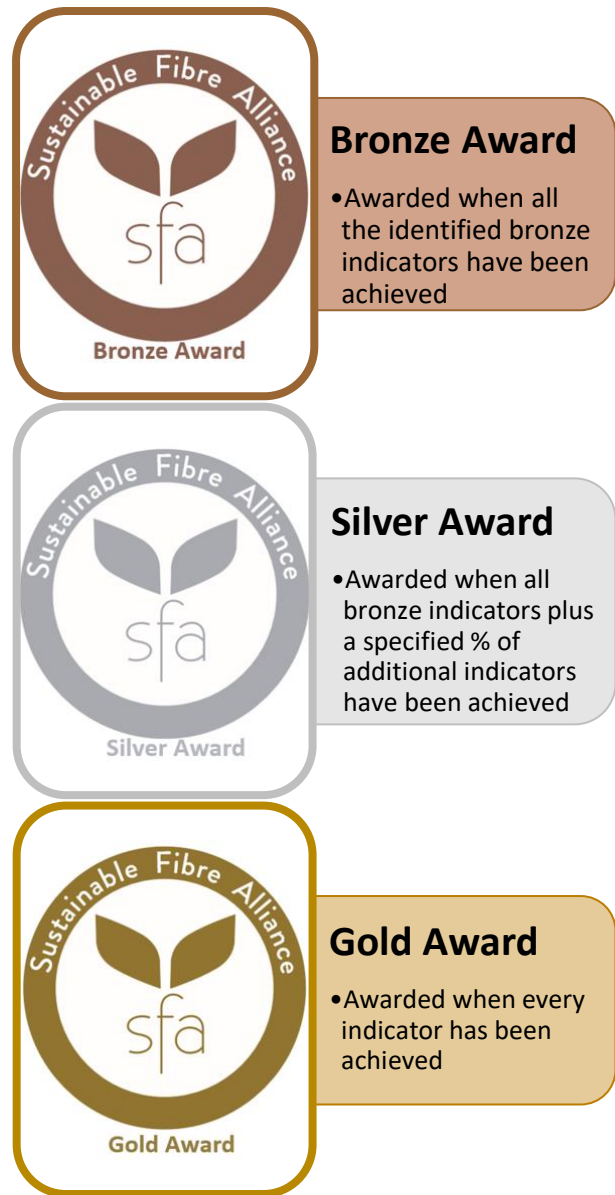 Sustainable Fibre Alliance
sfa
Bronze Award
Bronze Award
•Awarded when all
the identified bronze
indicators have been
achieved
Sustainable Fibre Alliance
sfa
Silver Award
Silver Award
•Awarded when all
bronze indicators plus
a specified % of
additional indicators
have been achieved
Sustainable Fibre Alliance
sfa
Gold Award
Gold Award
•Awarded when every
indicator has been
achieved